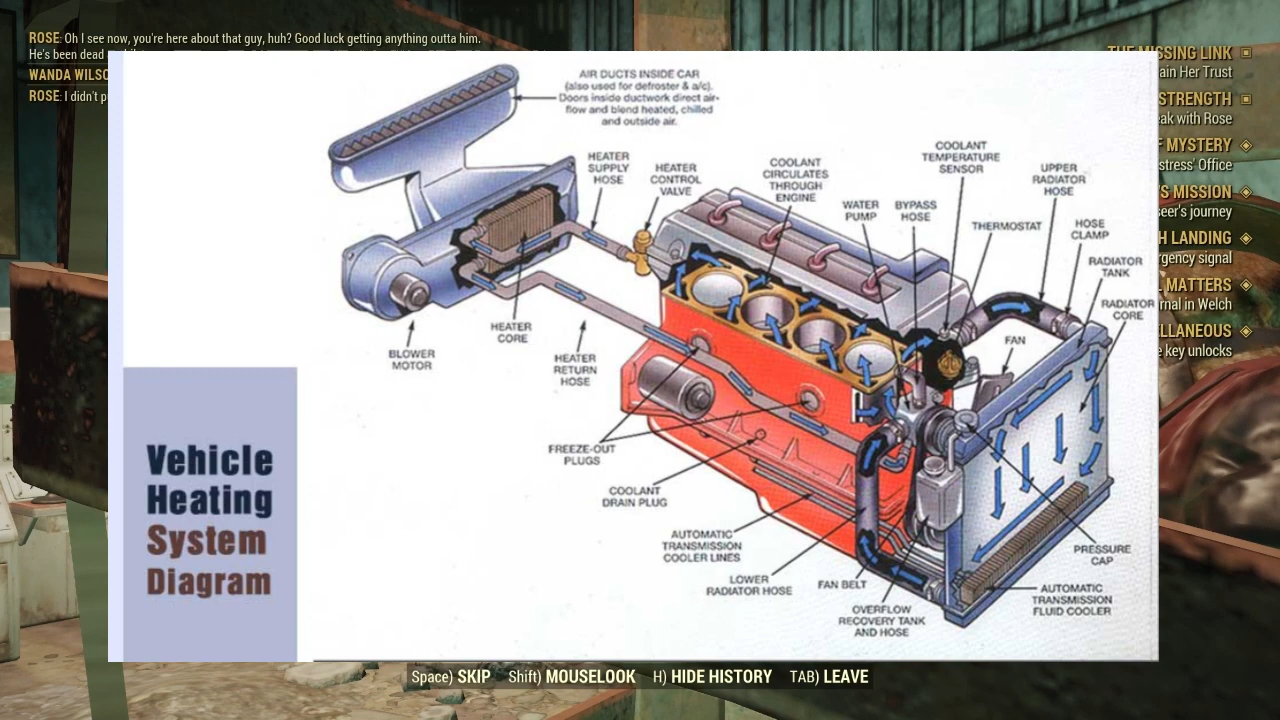 ROSE: Oh I see now, you're here about that guy, huh? Good luck getting anything outta him.
He's been dead
WANDA WILSO
ROSE: I didn't p
THE MISSING LINK
ain Her Trust
STRENGTH
eak with Rose
MYSTERY
stress' Office
'S MISSION
seer's journey
H LANDING
rgency signal
MATTERS
rnal in Welch
ELLANEOUS
e key unlocks
AIR DUCTS INSIDE CAR
(also used for defroster & a/c).
Doors inside ductwork direct air-
flow and blend heated, chilled
and outside air.
HEATER
SUPPLY
HOSE
HEATER
CONTROL
VALVE
COOLANT
CIRCULATES
THROUGH
ENGINE
WATER
PUMP
BYPASS
HOSE
COOLANT
TEMPERATURE
SENSOR
THERMOSTAT
UPPER
RADIATOR
HOSE
HOSE
CLAMP
RADIATOR
TANK
RADIATOR
CORE
FAN
BLOWER
MOTOR
HEATER
CORE
HEATER
RETURN
HOSE
FREEZE-OUT
PLUGS
COOLANT
DRAIN PLUG
AUTOMATIC
TRANSMISSION
COOLER LINES
LOWER
RADIATOR HOSE
FAN BELT
OVERFLOW
RECOVERY TANK
AND HOSE
PRESSURE
CAP
AUTOMATIC
TRANSMISSION
FLUID COOLER
Vehicle
Heating
System
Diagram
Space) SKIP Shift) MOUSELOOK H) HIDE HISTORY TAB) LEAVE